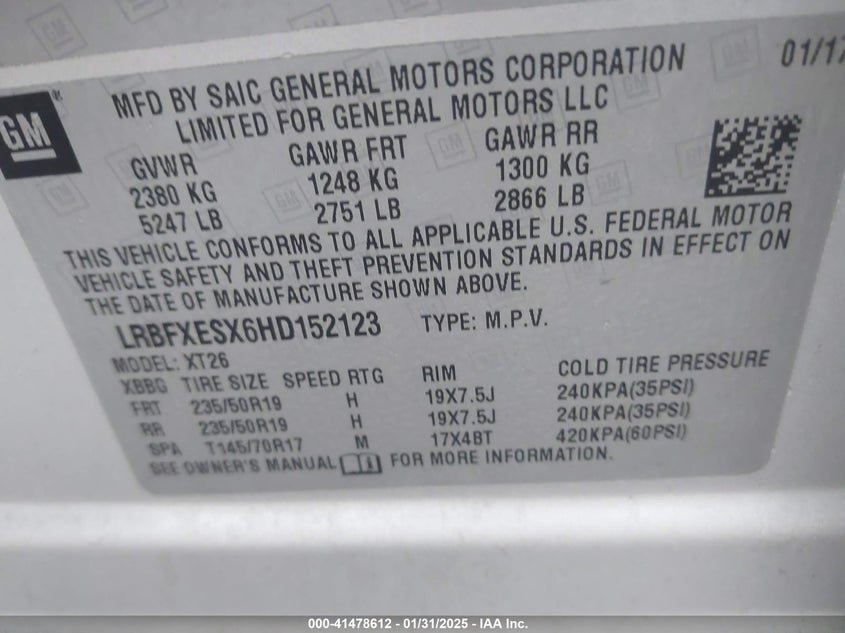 MFD BY SAIC GENERAL MOTORS CORPORATION 01/17
LIMITED FOR GENERAL MOTORS LLC
GM
GVWR GAWR FRT GAWR RR
2380 KG 1248 KG 1300 KG
5247 LB 2751 LB 2866 LB
THIS VEHICLE CONFORMS TO ALL APPLICABLE U.S. FEDERAL MOTOR
VEHICLE SAFETY AND THEFT PREVENTION STANDARDS IN EFFECT ON
THE DATE OF MANUFACTURE SHOWN ABOVE.
LRBFXESX6HD152123 TYPE: M.P.V.
MODEL: XT26
XBBG TIRE SIZE SPEED RTG RIM COLD TIRE PRESSURE
FRT 235/50R19 H 19X7.5J 240KPA(35PSI)
RR 235/50R19 H 19X7.5J 240KPA(35PSI)
SPA T145/70R17 M 17X4BT 420KPA(60PSI)
SEE OWNER'S MANUAL FOR MORE INFORMATION.
000-41478612 - 01/31/2025 - IAA Inc.